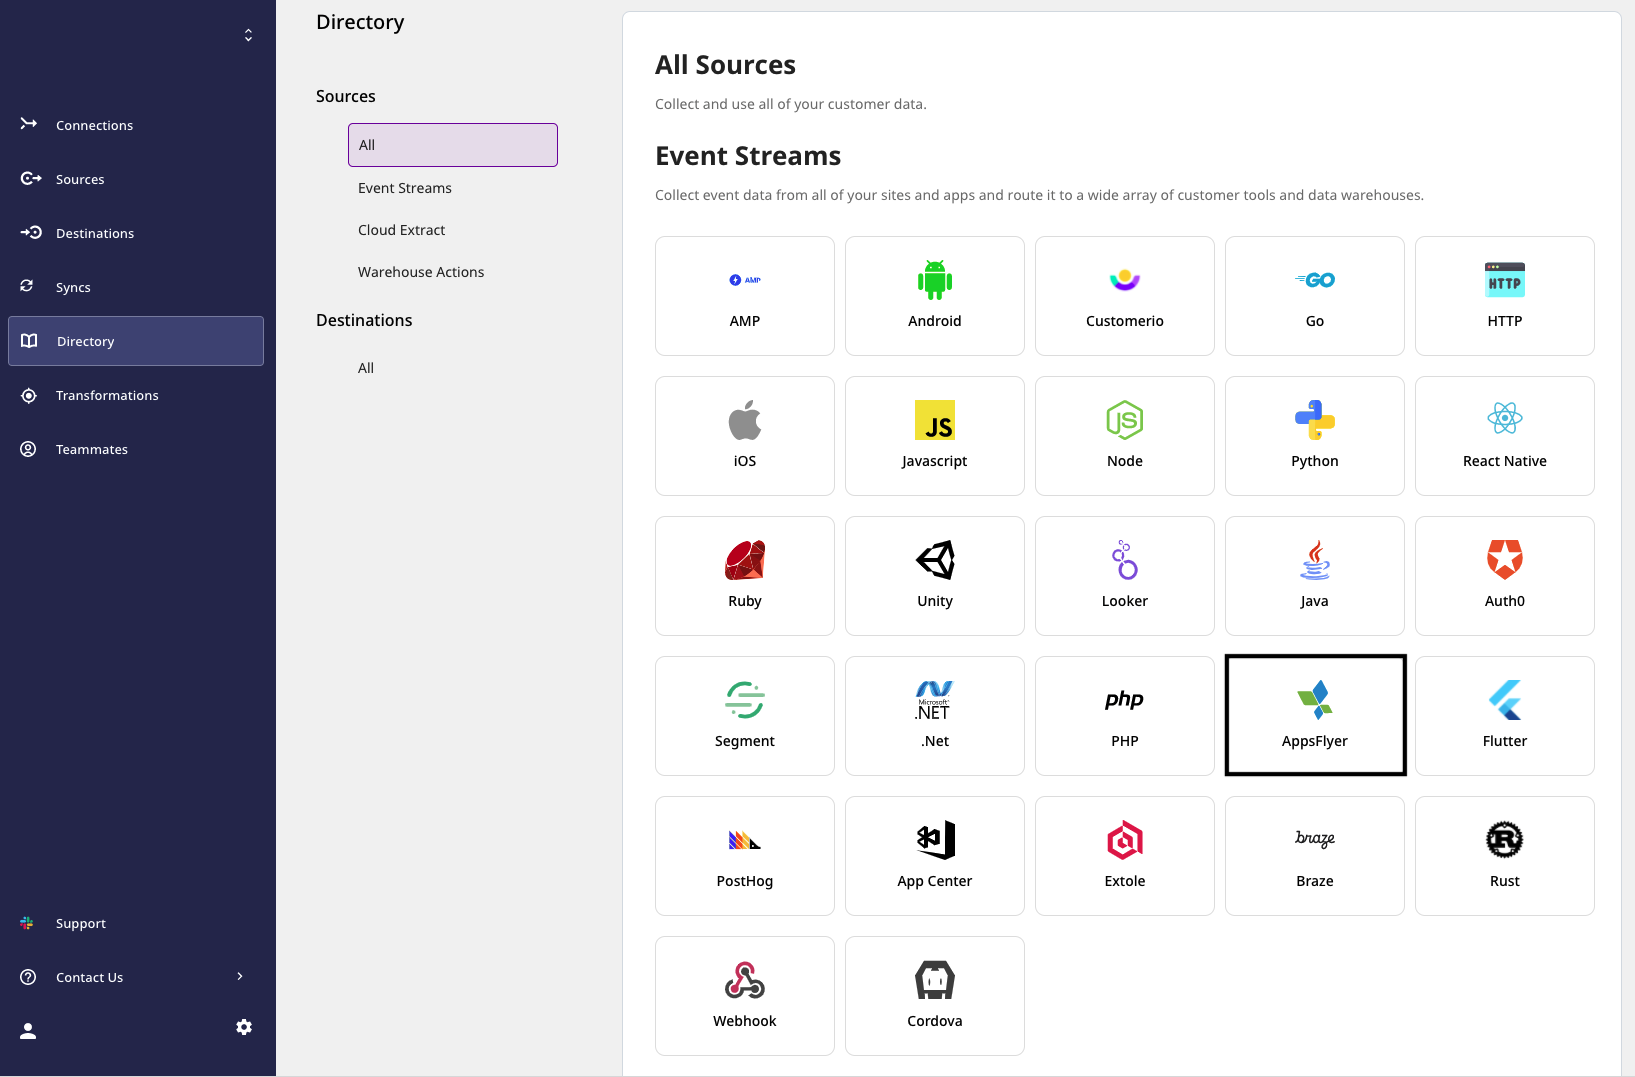 Connections
Sources
Destinations
Syncs
Directory
Transformations
Teammates
Support
Contact Us
Directory
Sources
All
Event Streams
Cloud Extract
Warehouse Actions
Destinations
All
All Sources
Collect and use all of your customer data.
Event Streams
Collect event data from all of your sites and apps and route it to a wide array of customer tools and data warehouses.
AMP
AMP
Android
Customerio
GO
Go
HTTP
HTTP
iOS
JS
Javascript
JS
Node
Python
React Native
Ruby
Unity
Looker
Java
Auth0
Segment
Microsoft
.NET
.Net
php
PHP
AppsFlyer
Flutter
PostHog
App Center
Extole
braze
Braze
R
Rust
Webhook
Cordova